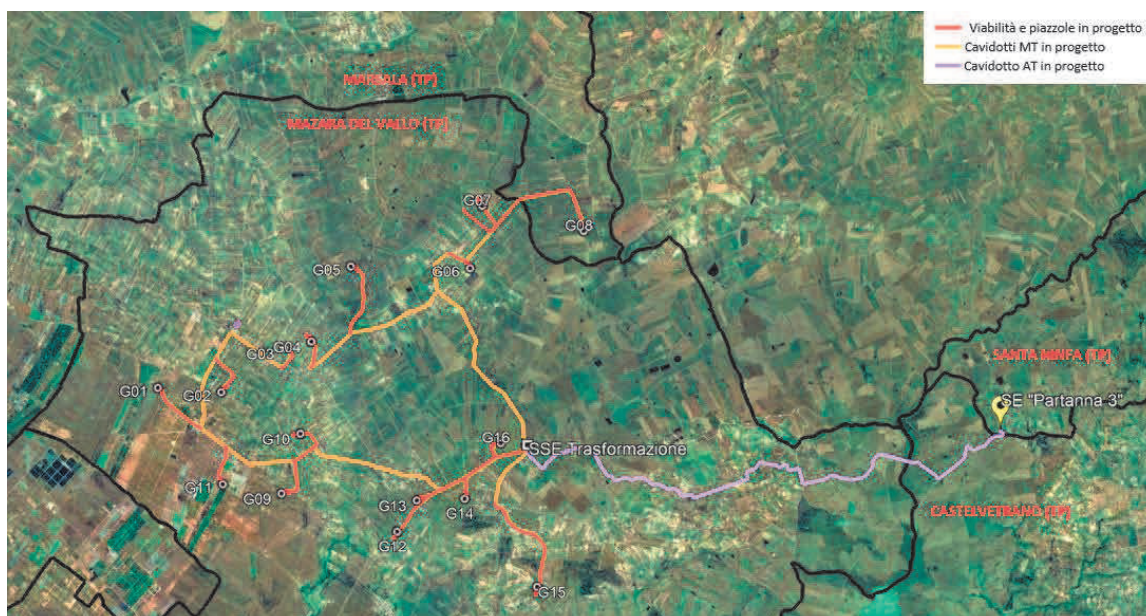 Viabilità e piazzole in progetto
Cavidotti MT in progetto
Cavidotto AT in progetto
MARSALA (TP)
MAZARA DEL VALLO (TP)
G07
G08
G05
G06
G03
G04
SANTA NINFA (TP)
G01
G02
SE "Partanna 3"
G10
G16
SSE Trasformazione
G11
G09
G13
G14
CASTELVETRANO (TP)
G12
G15